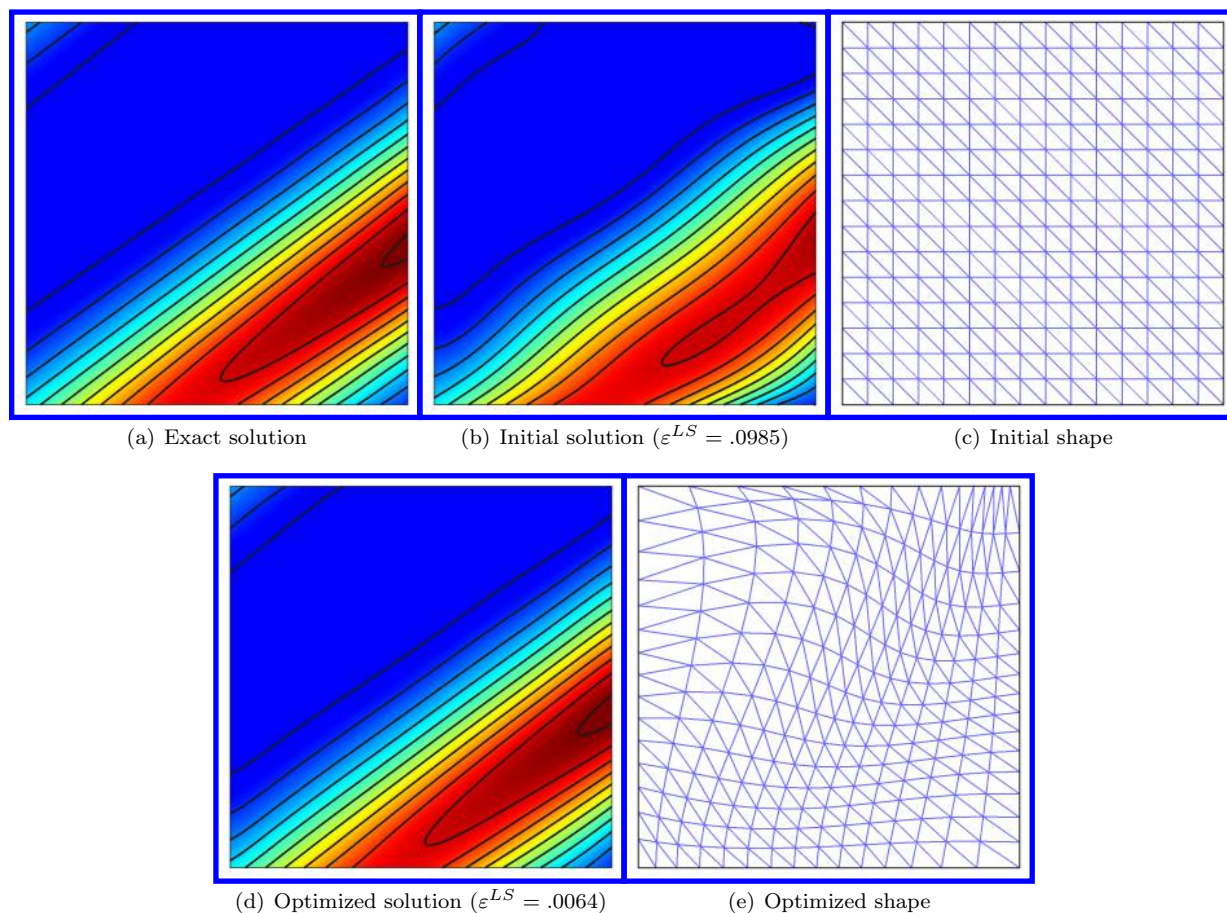 (a) Exact solution
(b) Initial solution (ε^{LS} = .0985)
(c) Initial shape
(d) Optimized solution (ε^{LS} = .0064)
(e) Optimized shape